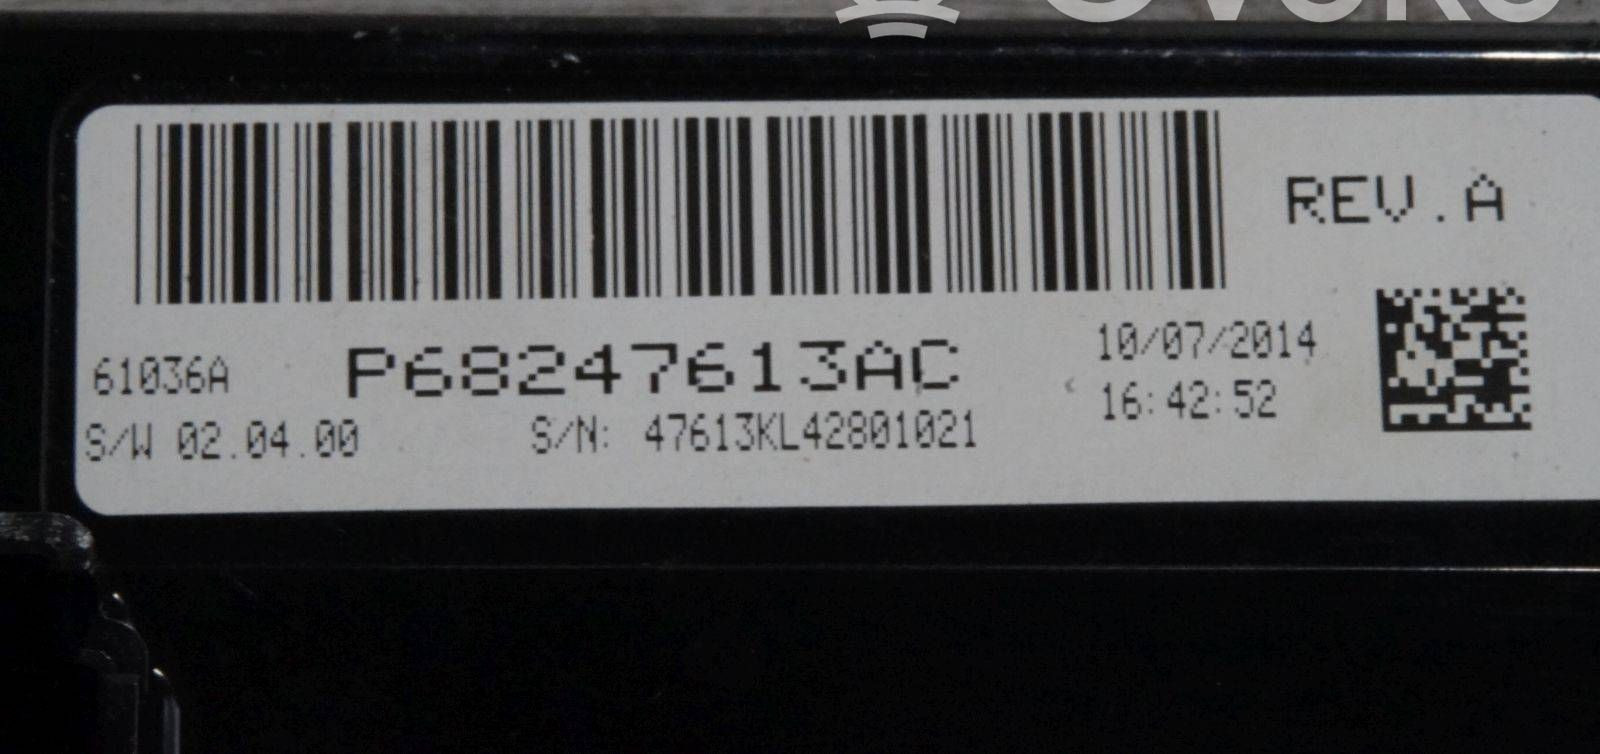 REV.A
61036A
P68247613AC
10/07/2014
16:42:52
S/W 02.04.00
S/N: 47613KL42801021